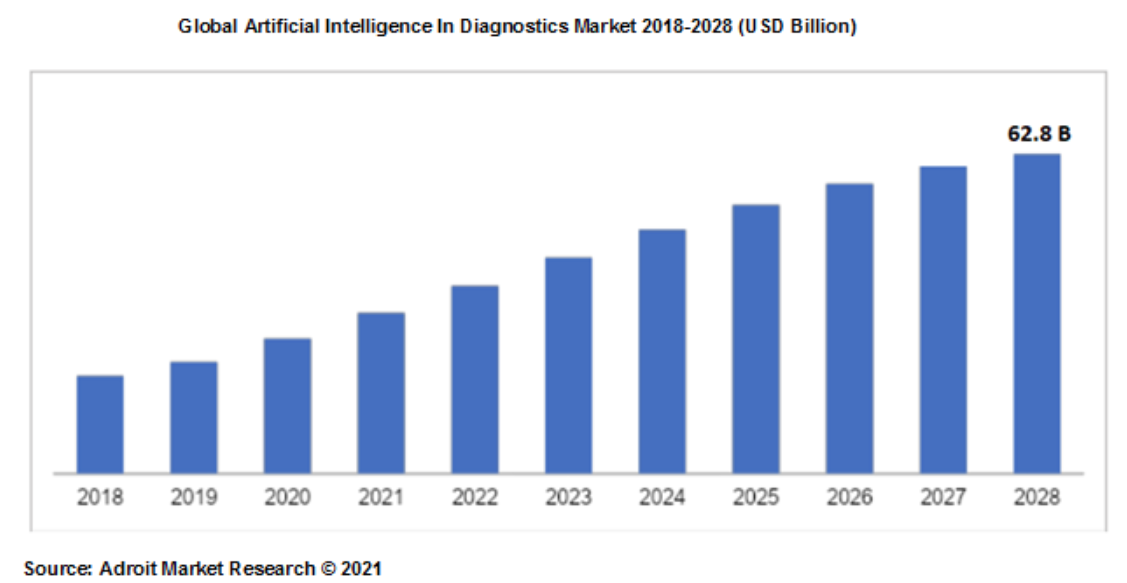 Global Artificial Intelligence In Diagnostics Market 2018-2028 (USD Billion)
62.8 B
2018 2019 2020 2021 2022 2023 2024 2025 2026 2027 2028
Source: Adroit Market Research © 2021